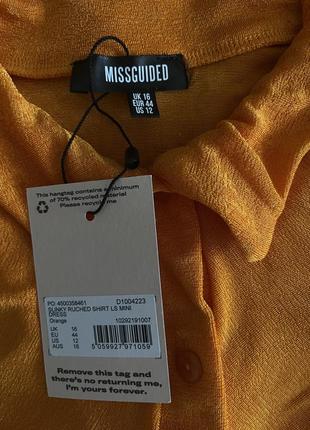 MISSGUIDED
UK 16
EUR 44
US 12
This hangtag contains a minimum
of 70% recycled material
Please recycle me
PO: 4500358461 D1004223
SLINKY RUCHED SHIRT LS MINI
DRESS
Orange 10292191007
UK 16
EU 44
US 12
AUS 16
5 059927 971059
Remove this tag and
there's no returning me,
I'm yours forever.